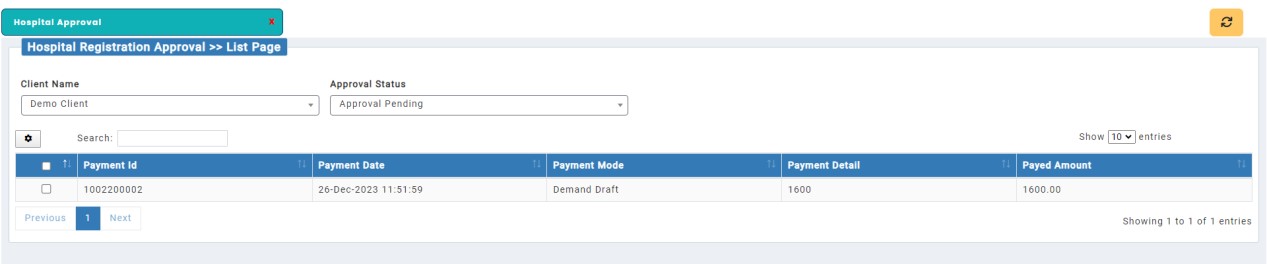 Hospital Approval x
Hospital Registration Approval >> List Page
Client Name Approval Status
Demo Client Approval Pending
Search: Show 10 entries
Payment Id Payment Date Payment Mode Payment Detail Payed Amount
1002200002 26-Dec-2023 11:51:59 Demand Draft 1600 1600.00
Previous 1 Next
Showing 1 to 1 of 1 entries